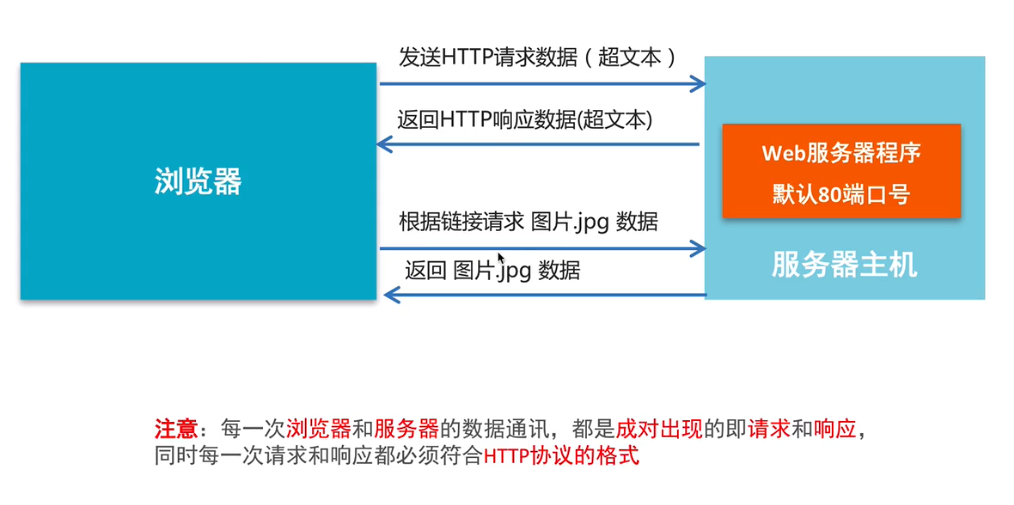 发送HTTP请求数据（超文本）
返回HTTP响应数据(超文本)
浏览器
Web服务器程序
默认80端口号
根据链接请求 图片.jpg 数据
返回 图片.jpg 数据
服务器主机
注意：每一次浏览器和服务器的数据通讯，都是成对出现的即请求和响应，
同时每一次请求和响应都必须符合HTTP协议的格式